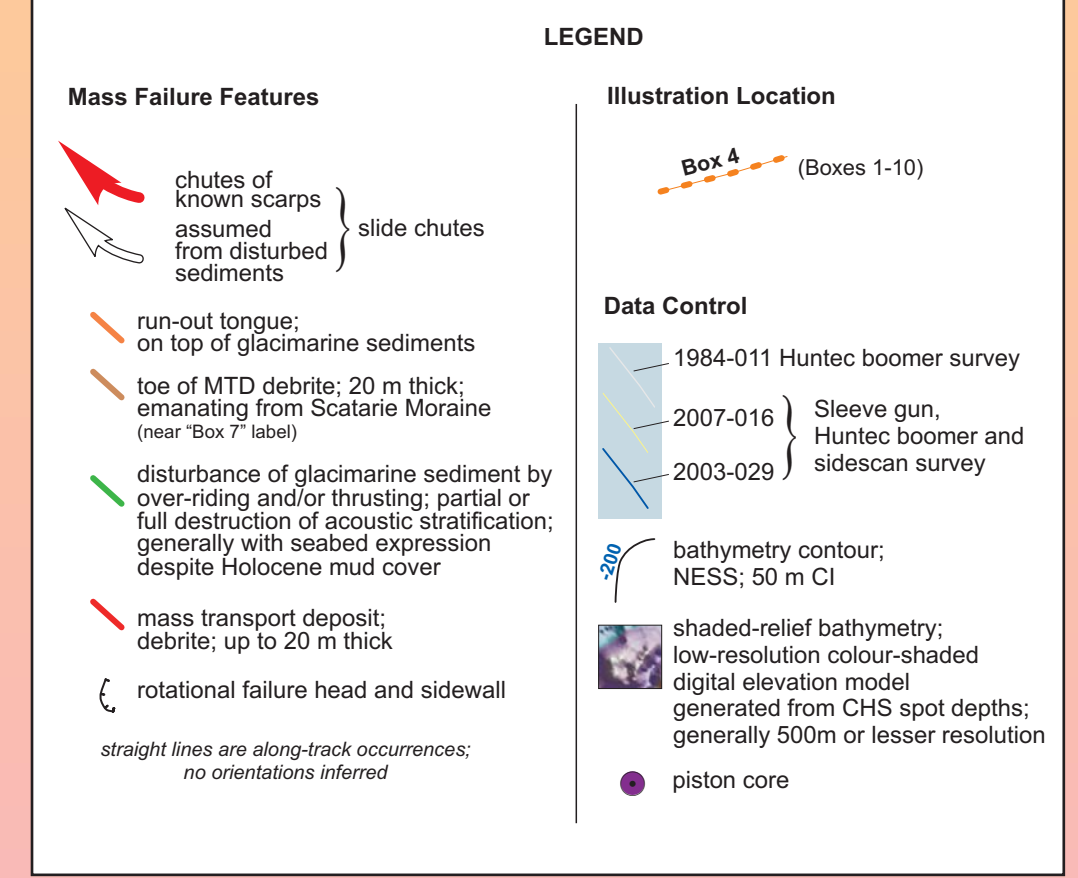 LEGEND
Mass Failure Features
chutes of
known scarps
assumed
from disturbed
sediments
slide chutes
run-out tongue;
on top of glacimarine sediments
toe of MTD debrite; 20 m thick;
emanating from Scatarie Moraine
(near “Box 7” label)
disturbance of glacimarine sediment by
over-riding and/or thrusting; partial or
full destruction of acoustic stratification;
generally with seabed expression
despite Holocene mud cover
mass transport deposit;
debrite; up to 20 m thick
rotational failure head and sidewall
straight lines are along-track occurrences;
no orientations inferred
Illustration Location
Box 4
(Boxes 1-10)
Data Control
1984-011 Huntec boomer survey
2007-016
2003-029
Sleeve gun,
Huntec boomer and
sidescan survey
-200
bathymetry contour;
NESS; 50 m CI
shaded-relief bathymetry;
low-resolution colour-shaded
digital elevation model
generated from CHS spot depths;
generally 500m or lesser resolution
piston core